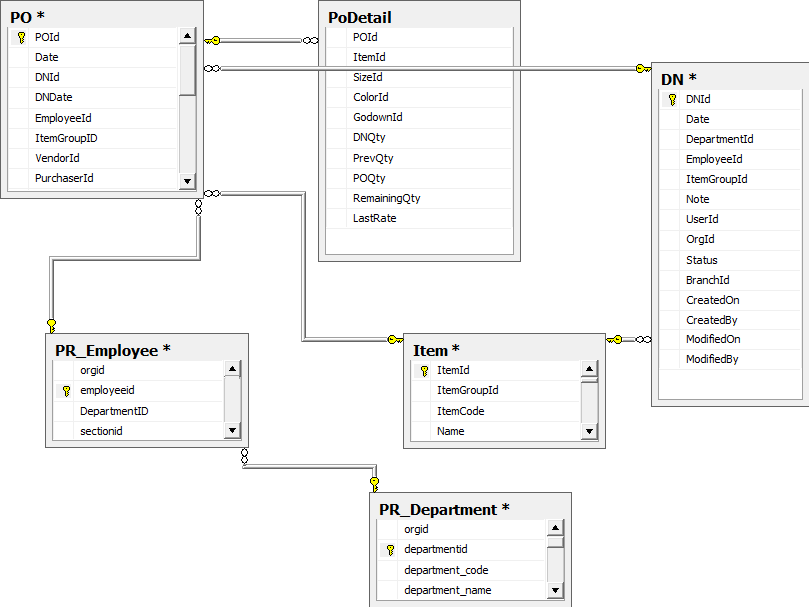 PO *
POId
Date
DNId
DNDate
EmployeeId
ItemGroupID
VendorId
PurchaserId
PoDetail
POId
ItemId
SizeId
ColorId
GodownId
DNQty
PrevQty
POQty
RemainingQty
LastRate
DN *
DNId
Date
DepartmentId
EmployeeId
ItemGroupId
Note
UserId
OrgId
Status
BranchId
CreatedOn
CreatedBy
ModifiedOn
ModifiedBy
PR_Employee *
orgid
employeeid
DepartmentID
sectionid
Item *
ItemId
ItemGroupId
ItemCode
Name
PR_Department *
orgid
departmentid
department_code
department_name